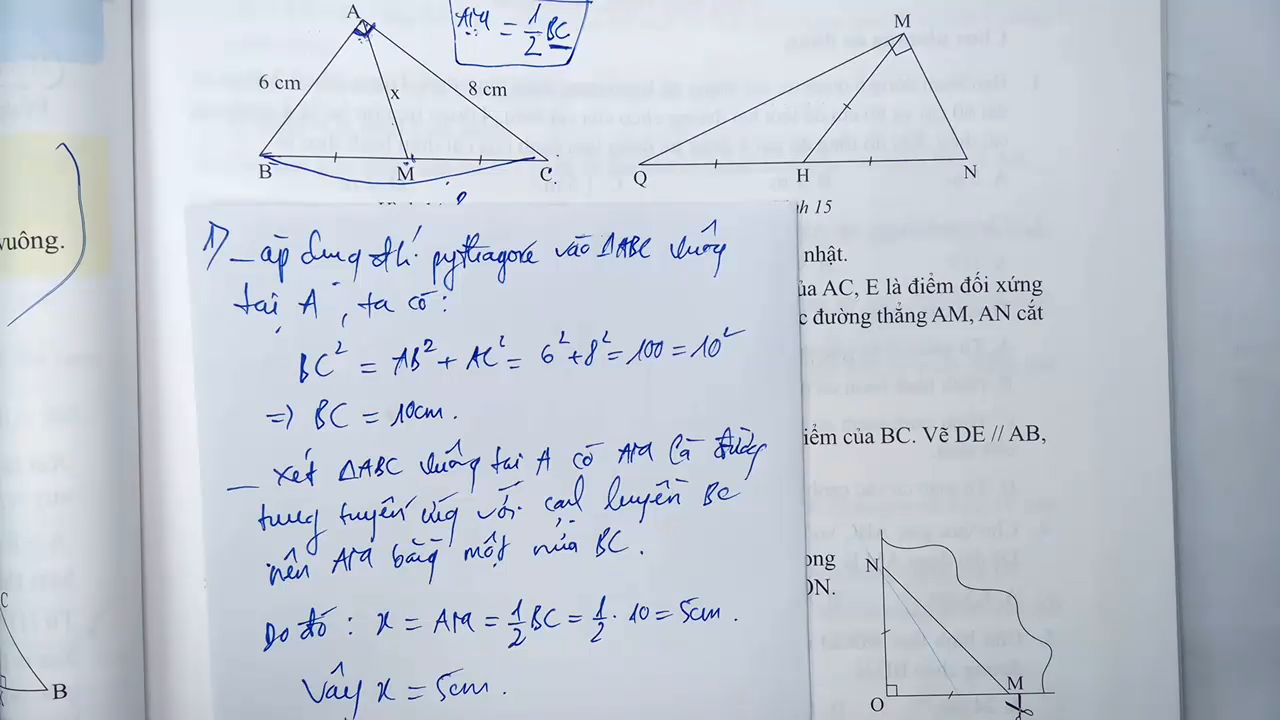 AM = 1/2 BC
A
6 cm
x
8 cm
B
M
C
M
Q
H
N
vuông.
h 15
nhật.
ủa AC, E là điểm đối xứng
c đường thẳng AM, AN cắt
iểm của BC. Vẽ DE // AB,
ong
ON.
1) – áp dụng đ.lí pythagore vào ΔABC vuông
tại A, ta có:
BC² = AB² + AC² = 6² + 8² = 100 = 10²
=> BC = 10cm.
– xét ΔABC vuông tại A có AM là đường
trung tuyến ứng với cạnh huyền BC
nên AM bằng một nửa BC.
Do đó : x = AM = 1/2 BC = 1/2 . 10 = 5cm.
Vậy x = 5cm.
N
O
M
C
B